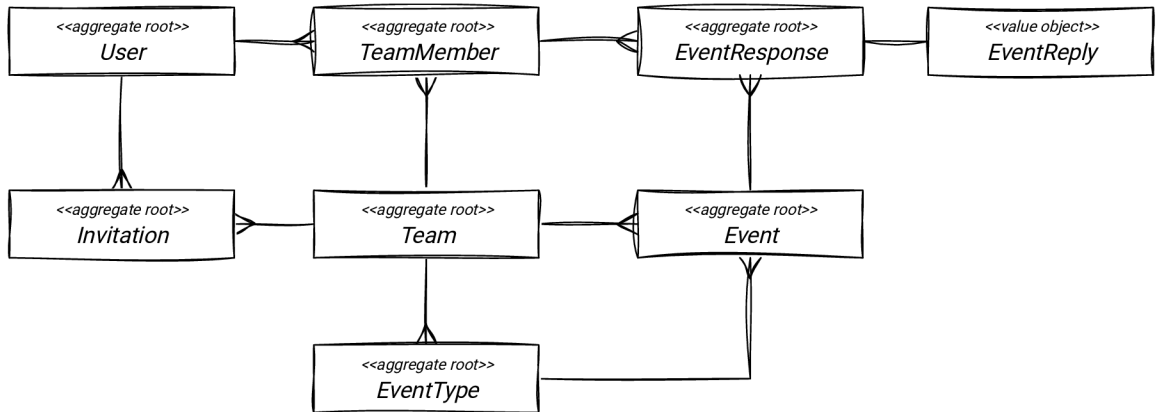 <<aggregate root>>
User
<<aggregate root>>
TeamMember
<<aggregate root>>
EventResponse
<<value object>>
EventReply
<<aggregate root>>
Invitation
<<aggregate root>>
Team
<<aggregate root>>
Event
<<aggregate root>>
EventType